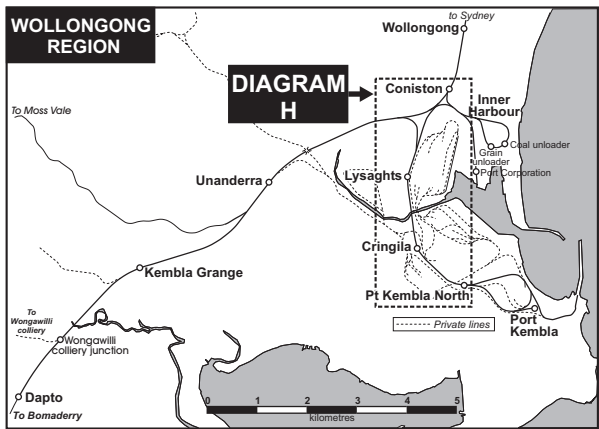 WOLLONGONG
REGION
to Sydney
Wollongong
DIAGRAM
H
Coniston
Inner
Harbour
To Moss Vale
Coal unloader
Grain
unloader
Port Corporation
Unanderra
Lysaghts
Cringila
Kembla Grange
Pt Kembla North
Port
Kembla
Private lines
To
Wongawilli
colliery
Wongawilli
colliery junction
Dapto
To Bomaderry
0 1 2 3 4 5
kilometres